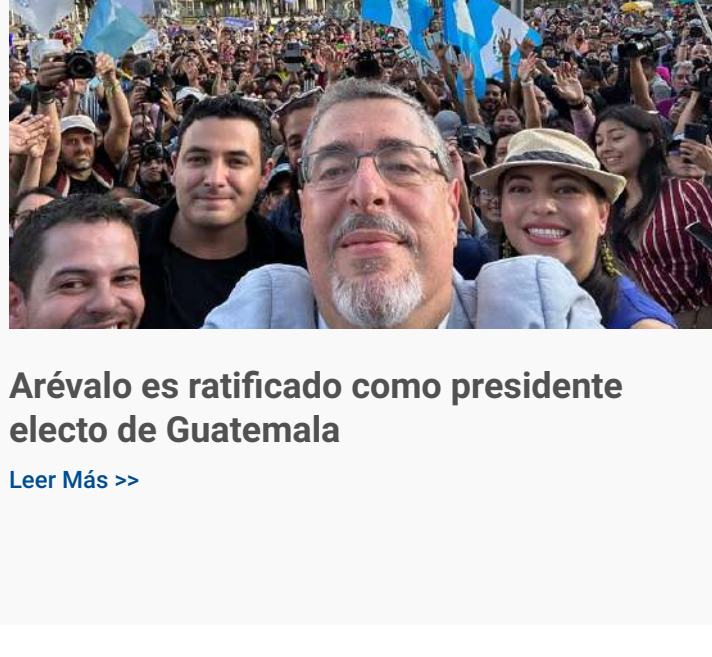 Arévalo es ratificado como presidente
electo de Guatemala
Leer Más >>